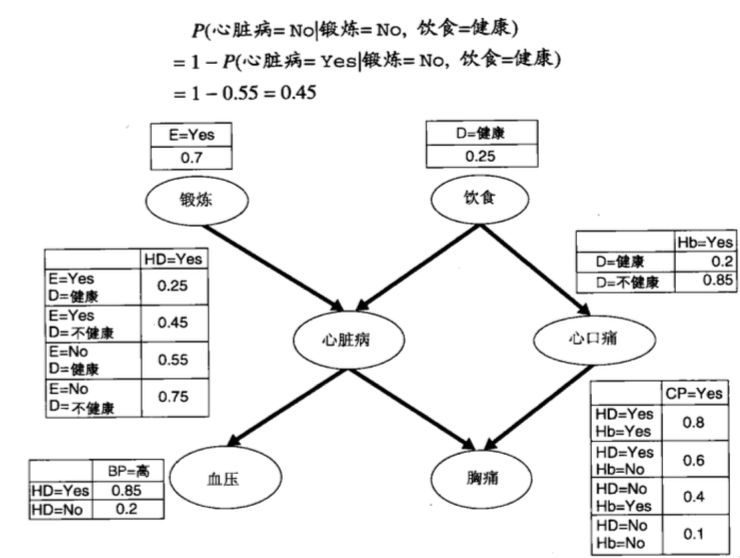 P(心脏病= No|锻炼= No, 饮食=健康)
= 1 − P(心脏病= Yes|锻炼= No, 饮食=健康)
= 1 − 0.55 = 0.45
E=Yes
0.7
D=健康
0.25
锻炼
饮食
Hb=Yes
D=健康 0.2
D=不健康 0.85
HD=Yes
E=Yes
D=健康
0.25
E=Yes
D=不健康
0.45
E=No
D=健康
0.55
E=No
D=不健康
0.75
心脏病
心口痛
CP=Yes
HD=Yes
Hb=Yes
0.8
HD=Yes
Hb=No
0.6
HD=No
Hb=Yes
0.4
HD=No
Hb=No
0.1
BP=高
HD=Yes 0.85
HD=No 0.2
血压
胸痛